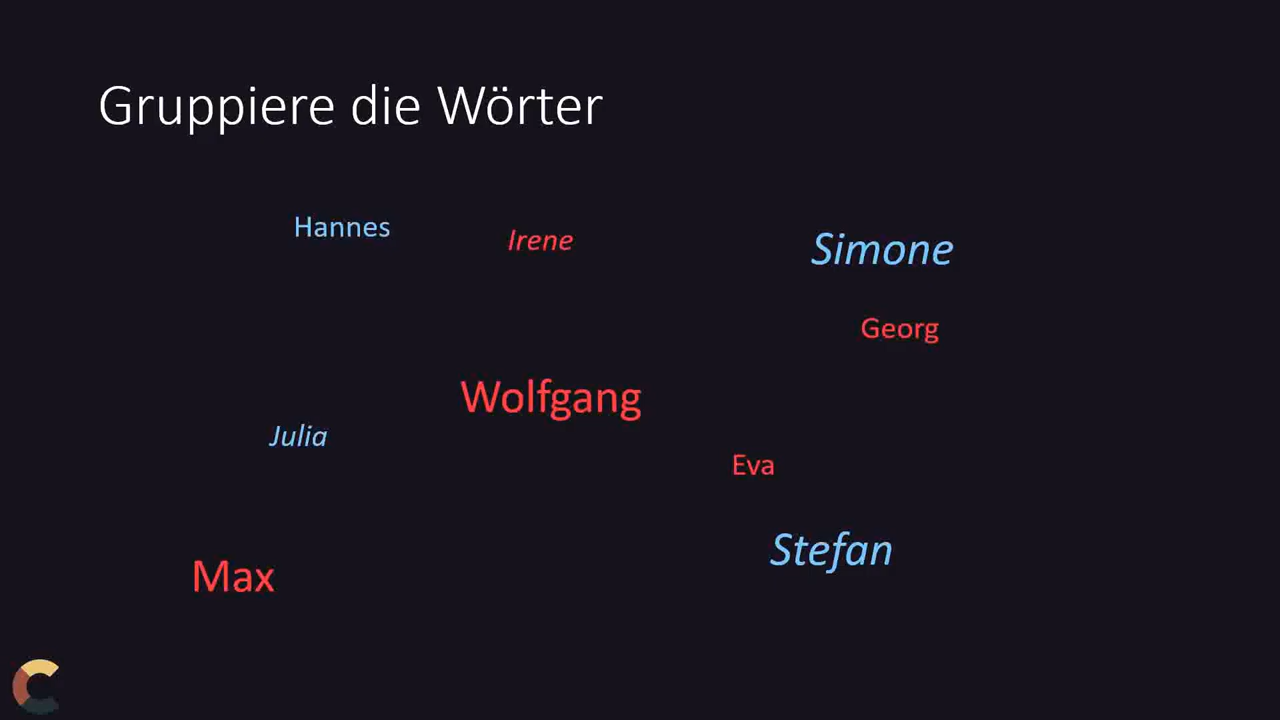 Gruppiere die Wörter
Hannes
Irene
Simone
Georg
Wolfgang
Julia
Eva
Stefan
Max